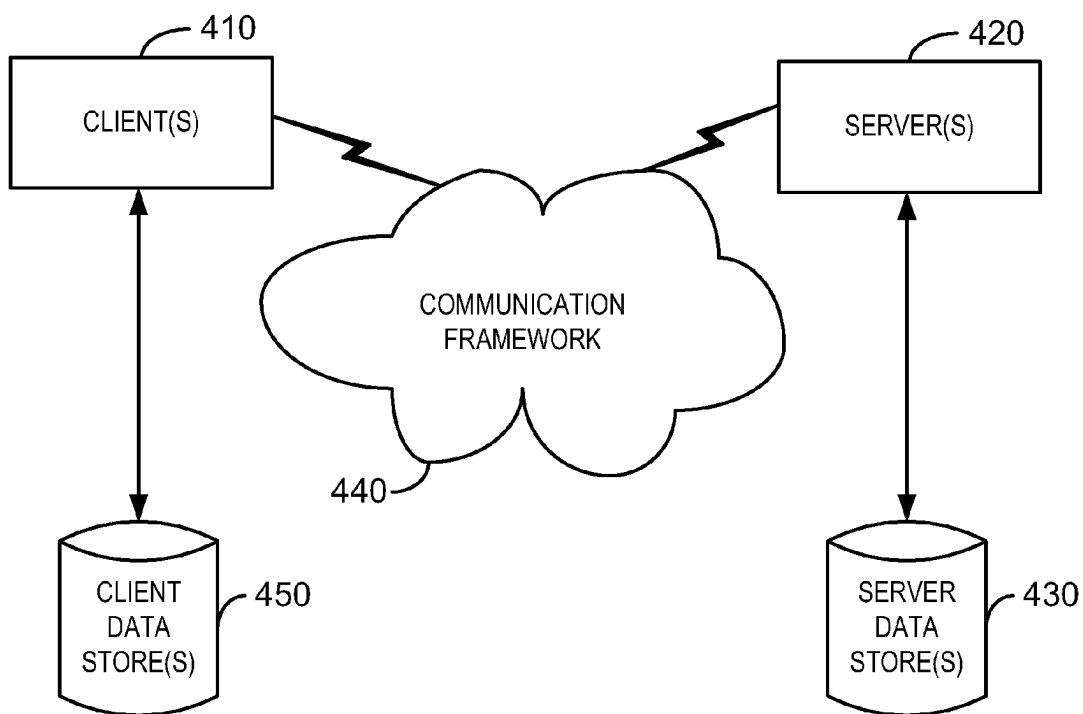 410
420
CLIENT(S)
SERVER(S)
COMMUNICATION
FRAMEWORK
440
CLIENT
DATA
STORE(S)
450
SERVER
DATA
STORE(S)
430